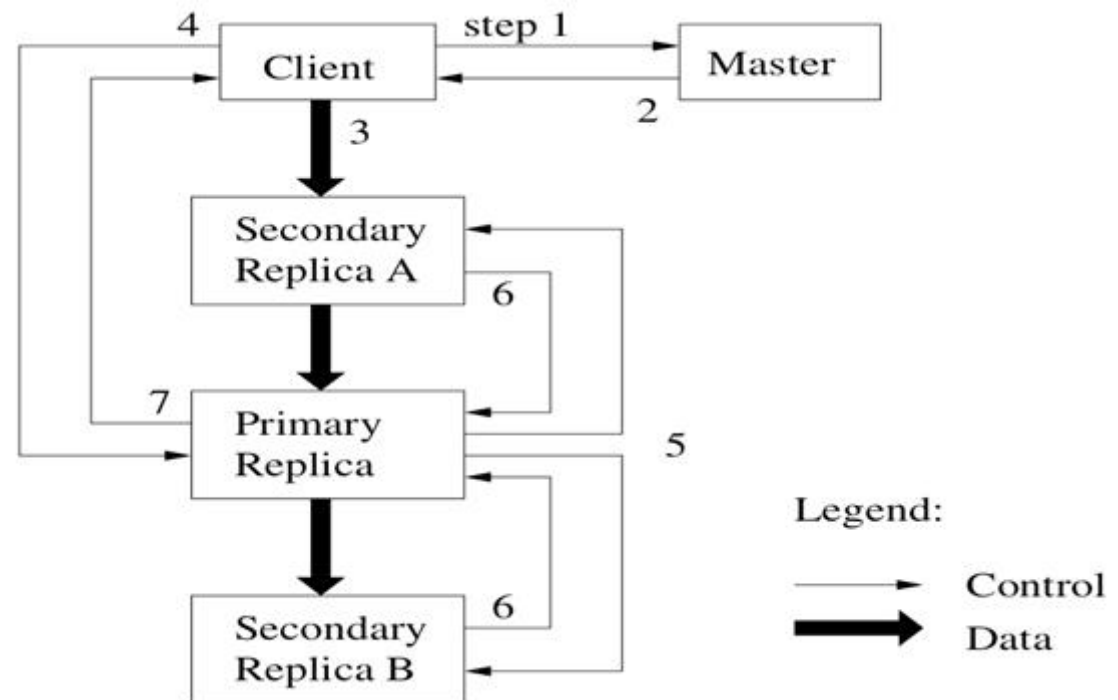 4
step 1
Client
Master
2
3
Secondary
Replica A
6
7
Primary
Replica
5
Legend:
Control
6
Secondary
Replica B
Data